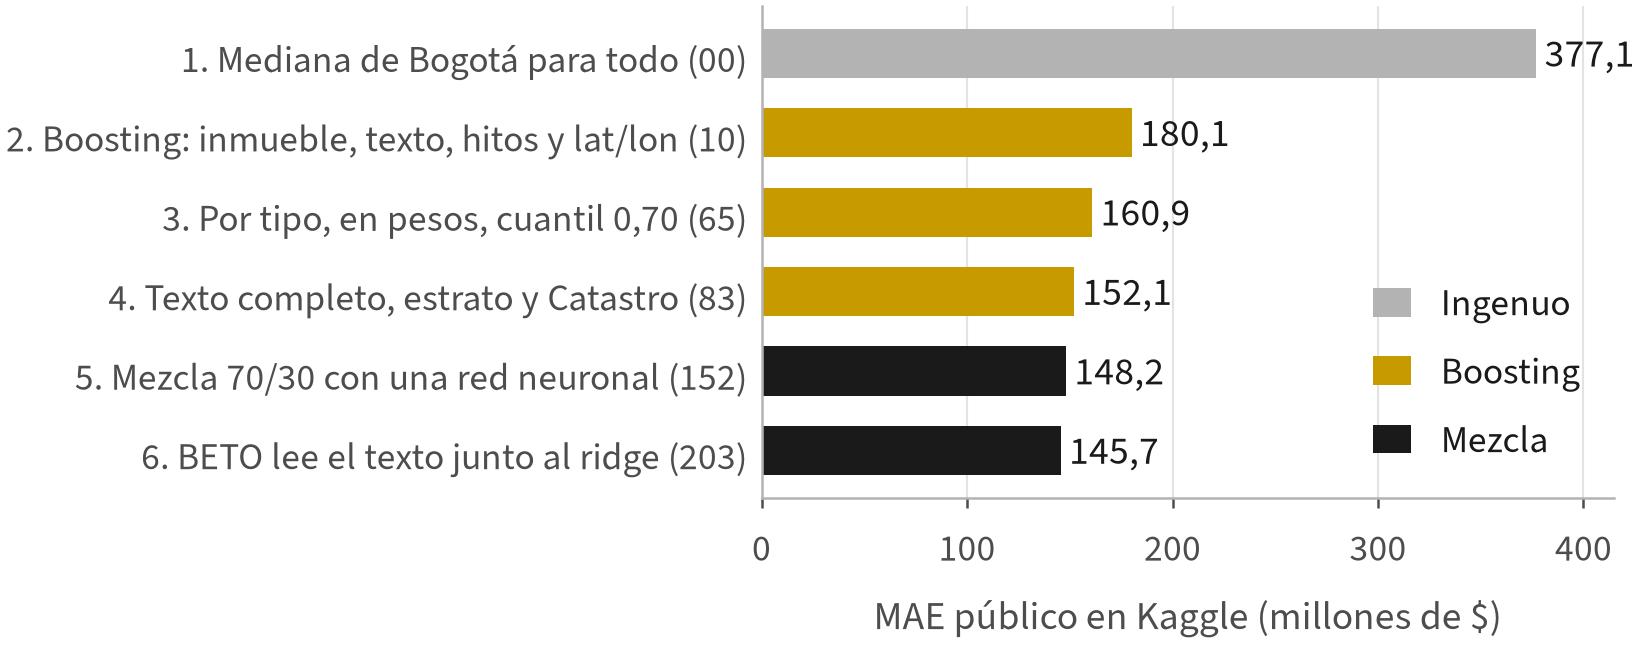 1. Mediana de Bogotá para todo (00)
377,1
2. Boosting: inmueble, texto, hitos y lat/lon (10)
180,1
3. Por tipo, en pesos, cuantil 0,70 (65)
160,9
4. Texto completo, estrato y Catastro (83)
152,1
5. Mezcla 70/30 con una red neuronal (152)
148,2
6. BETO lee el texto junto al ridge (203)
145,7
Ingenuo
Boosting
Mezcla
0 100 200 300 400
MAE público en Kaggle (millones de $)